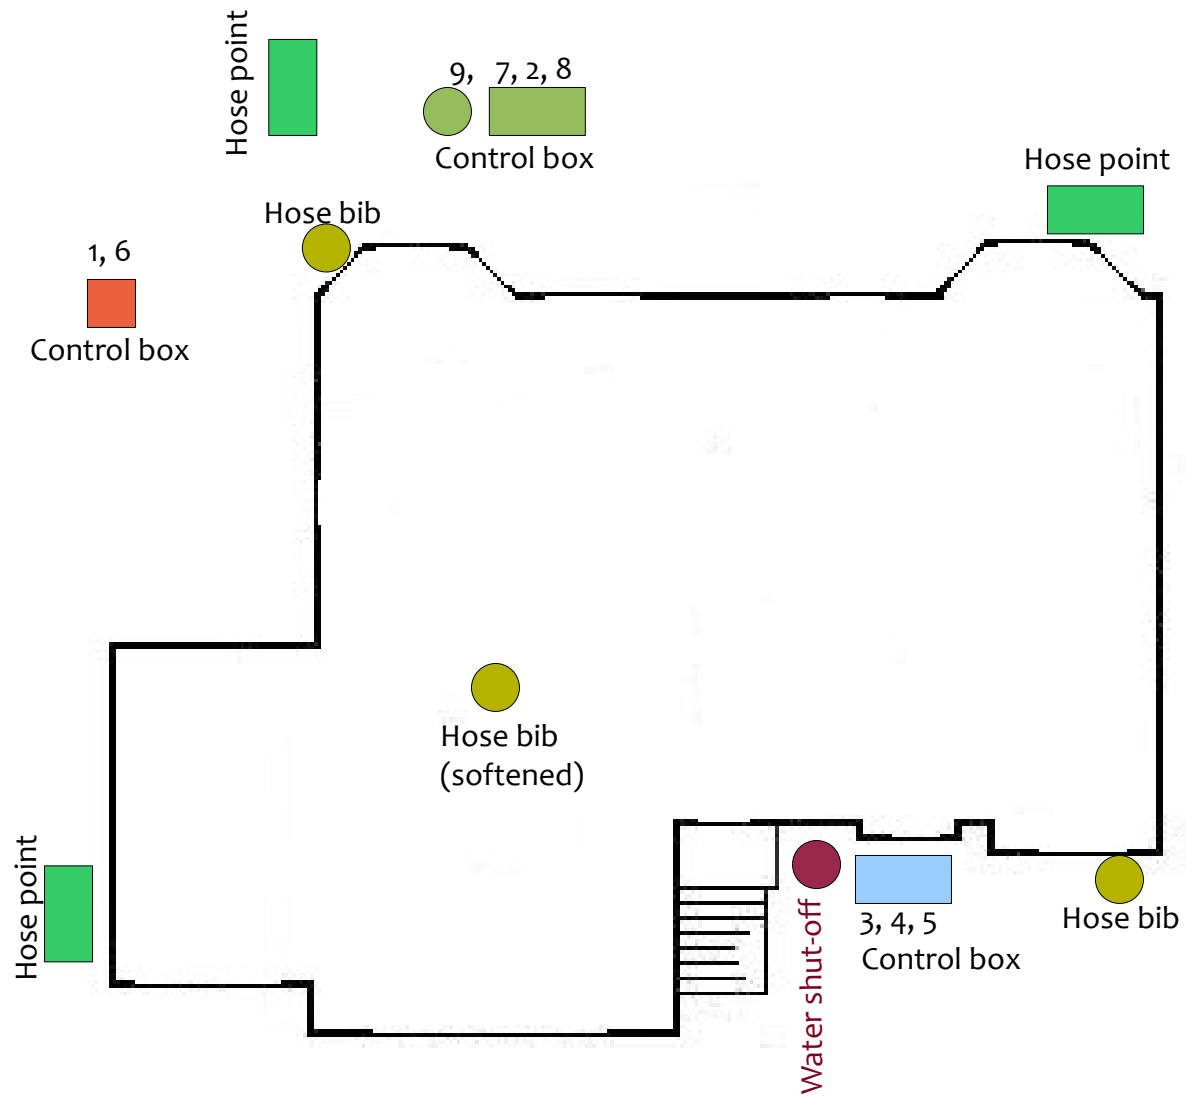 Hose point
9, 7, 2, 8
Control box
Hose point
Hose bib
1, 6
Control box
Hose bib
(softened)
Hose point
Water shut-off
3, 4, 5
Control box
Hose bib